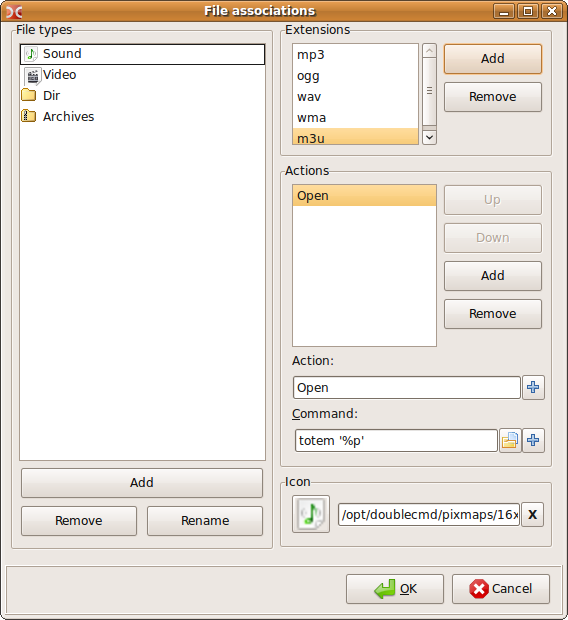 File associations
File types
Sound
Video
Dir
Archives
Add
Remove
Rename
Extensions
mp3
ogg
wav
wma
m3u
Add
Remove
Actions
Open
Up
Down
Add
Remove
Action:
Open
Command:
totem '%p'
Icon
/opt/doublecmd/pixmaps/16x
X
OK
Cancel